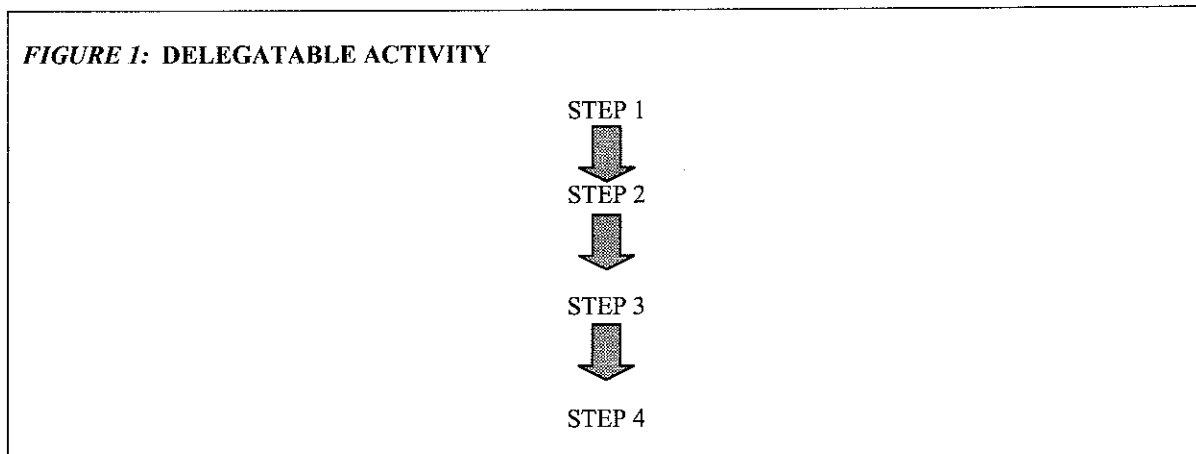 FIGURE 1: DELEGATABLE ACTIVITY
STEP 1
STEP 2
STEP 3
STEP 4